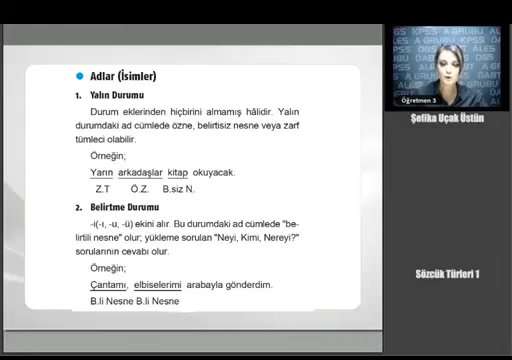 Adlar (İsimler)
1. Yalın Durumu
Durum eklerinden hiçbirini almamış hâlidir. Yalın
durumdaki ad cümlede özne, belirtisiz nesne veya zarf
tümleci olabilir.
Örneğin;
Yarın arkadaşlar kitap okuyacak.
Z.T Ö.Z. B.siz N.
2. Belirtme Durumu
-i(-ı, -u, -ü) ekini alır. Bu durumdaki ad cümlede "be-
lirtili nesne" olur; yükleme sorulan "Neyi, Kimi, Nereyi?"
sorularının cevabı olur.
Örneğin;
Çantamı, elbiselerimi arabayla gönderdim.
B.li Nesne B.li Nesne
Öğretmen 3
Şefika Uçak Üstün
Sözcük Türleri 1